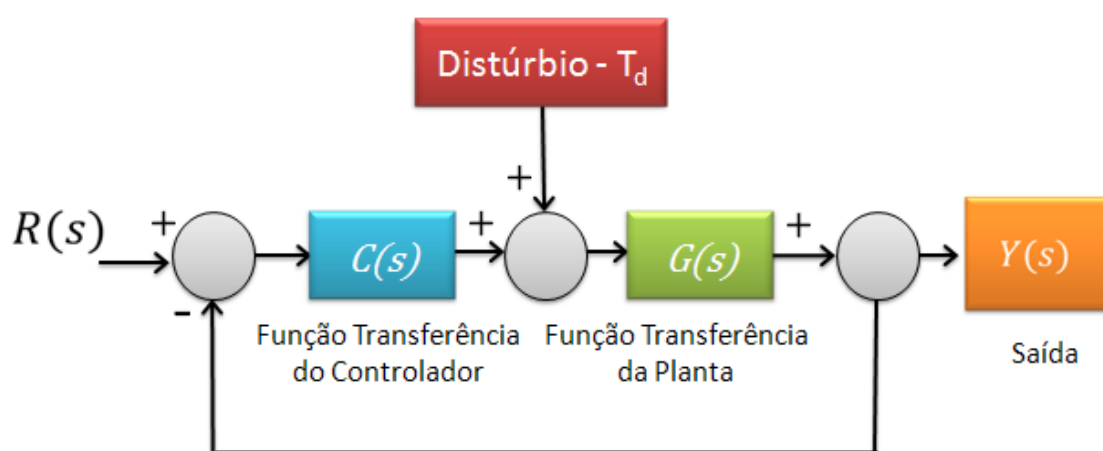 Distúrbio - Td
+
R(s)
+
C(s)
+
G(s)
+
Y(s)
-
Função Transferência
do Controlador
Função Transferência
da Planta
Saída